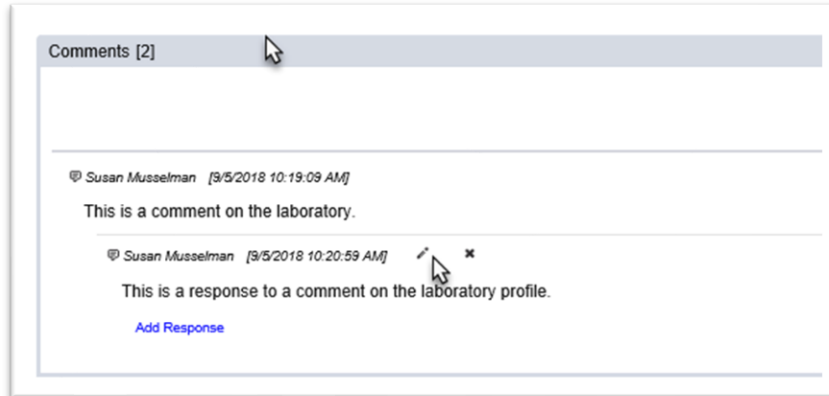 Comments [2]
Susan Musselman [9/5/2018 10:19:09 AM]
This is a comment on the laboratory.
Susan Musselman [9/5/2018 10:20:59 AM]
This is a response to a comment on the laboratory profile.
Add Response